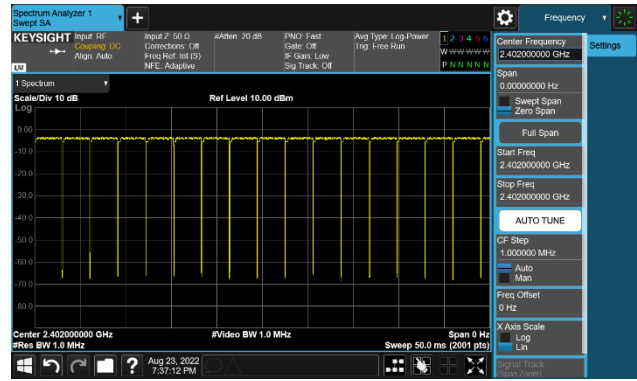 Spectrum Analyzer 1
Swept SA
Frequency
KEYSIGHT
Input: RF
Coupling: DC
Align: Auto
Input Z: 50 Ω
Corrections: Off
Freq Ref: Int (S)
NFE: Adaptive
#Atten: 20 dB
PNO: Fast
Gate: Off
IF Gain: Low
Sig Track: Off
Avg Type: Log-Power
Trig: Free Run
1 2 3 4 5 6
W W W W W W
P N N N N N
LXI
1 Spectrum
Scale/Div 10 dB
Ref Level 10.00 dBm
Log
0.00
-10.0
-20.0
-30.0
-40.0
-50.0
-60.0
-70.0
-80.0
Center 2.402000000 GHz
#Video BW 1.0 MHz
Span 0 Hz
#Res BW 1.0 MHz
Sweep 50.0 ms (2001 pts)
Aug 23, 2022
7:37:12 PM
Center Frequency
2.402000000 GHz
Settings
Span
0.00000000 Hz
Swept Span
Zero Span
Full Span
Start Freq
2.402000000 GHz
Stop Freq
2.402000000 GHz
AUTO TUNE
CF Step
1.000000 MHz
Auto
Man
Freq Offset
0 Hz
X Axis Scale
Log
Lin
Signal Track
(Span Zoom)